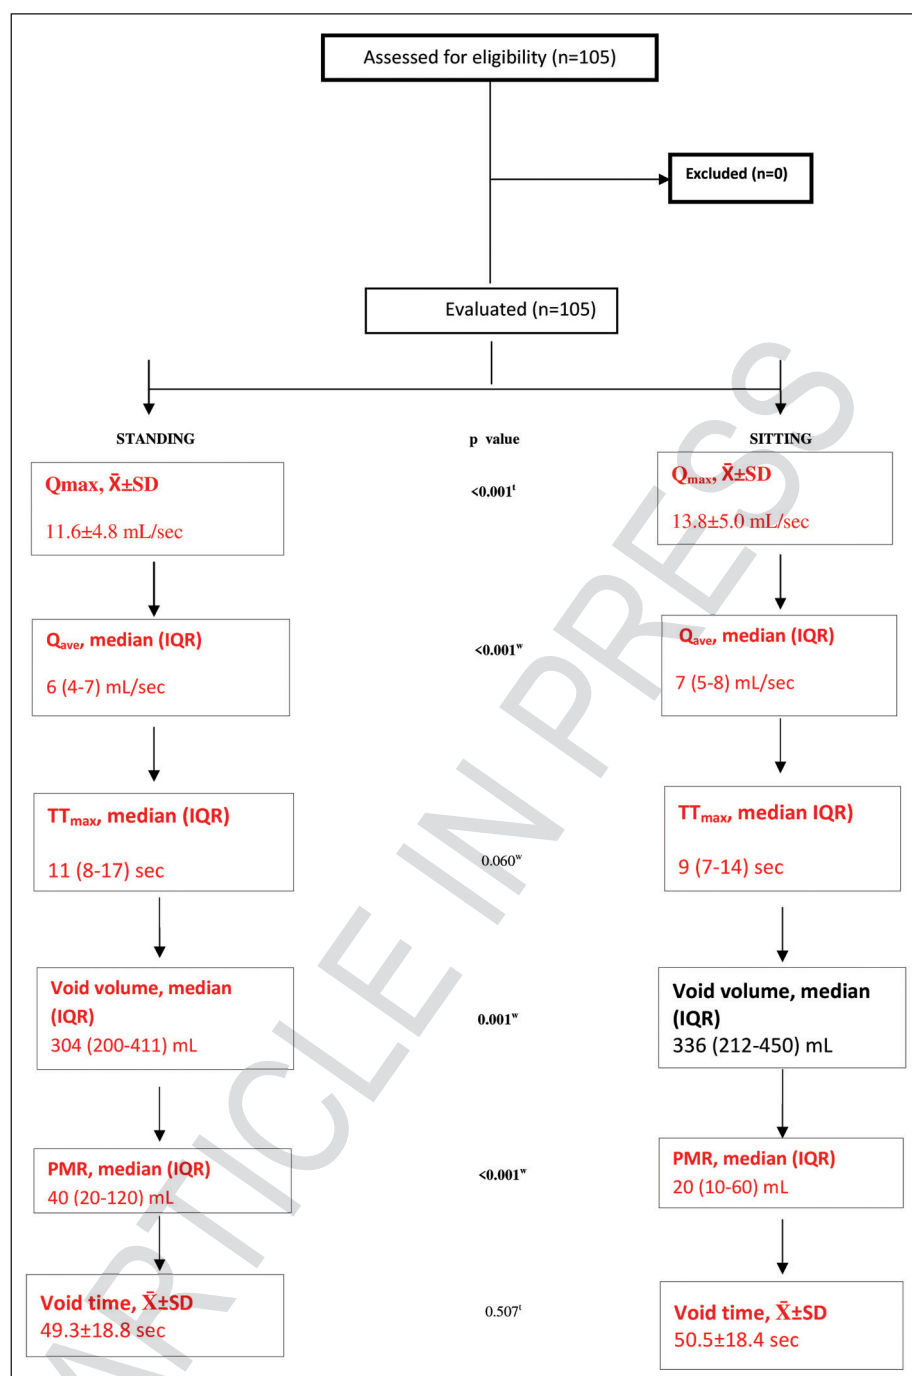 Assessed for eligibility (n=105)
Excluded (n=0)
Evaluated (n=105)
STANDING
p value
SITTING
Qmax, X̄±SD
11.6±4.8 mL/sec
<0.001ᵗ
Qmax, X̄±SD
13.8±5.0 mL/sec
Qave, median (IQR)
6 (4-7) mL/sec
<0.001ʷ
Qave, median (IQR)
7 (5-8) mL/sec
TTmax, median (IQR)
11 (8-17) sec
0.060ʷ
TTmax, median IQR)
9 (7-14) sec
Void volume, median
(IQR)
304 (200-411) mL
0.001ʷ
Void volume, median
(IQR)
336 (212-450) mL
PMR, median (IQR)
40 (20-120) mL
<0.001ʷ
PMR, median (IQR)
20 (10-60) mL
Void time, X̄±SD
49.3±18.8 sec
0.507ᵗ
Void time, X̄±SD
50.5±18.4 sec
ARTICLE IN PRESS